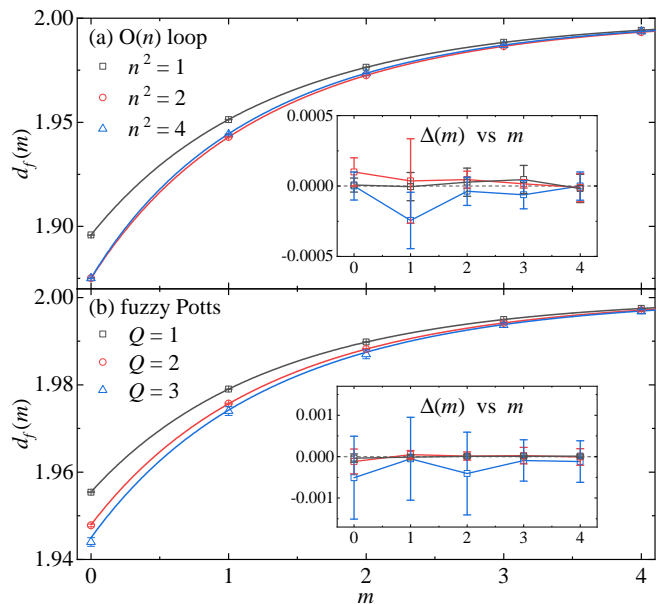 2.00
(a) O(n) loop
n² = 1
n² = 2
n² = 4
1.95
1.90
d_f(m)
0.0005
Δ(m) vs m
0.0000
-0.0005
0 1 2 3 4
2.00
(b) fuzzy Potts
Q = 1
Q = 2
Q = 3
1.98
1.96
1.94
d_f(m)
Δ(m) vs m
0.001
0.000
-0.001
0 1 2 3 4
0 1 2 3 4
m